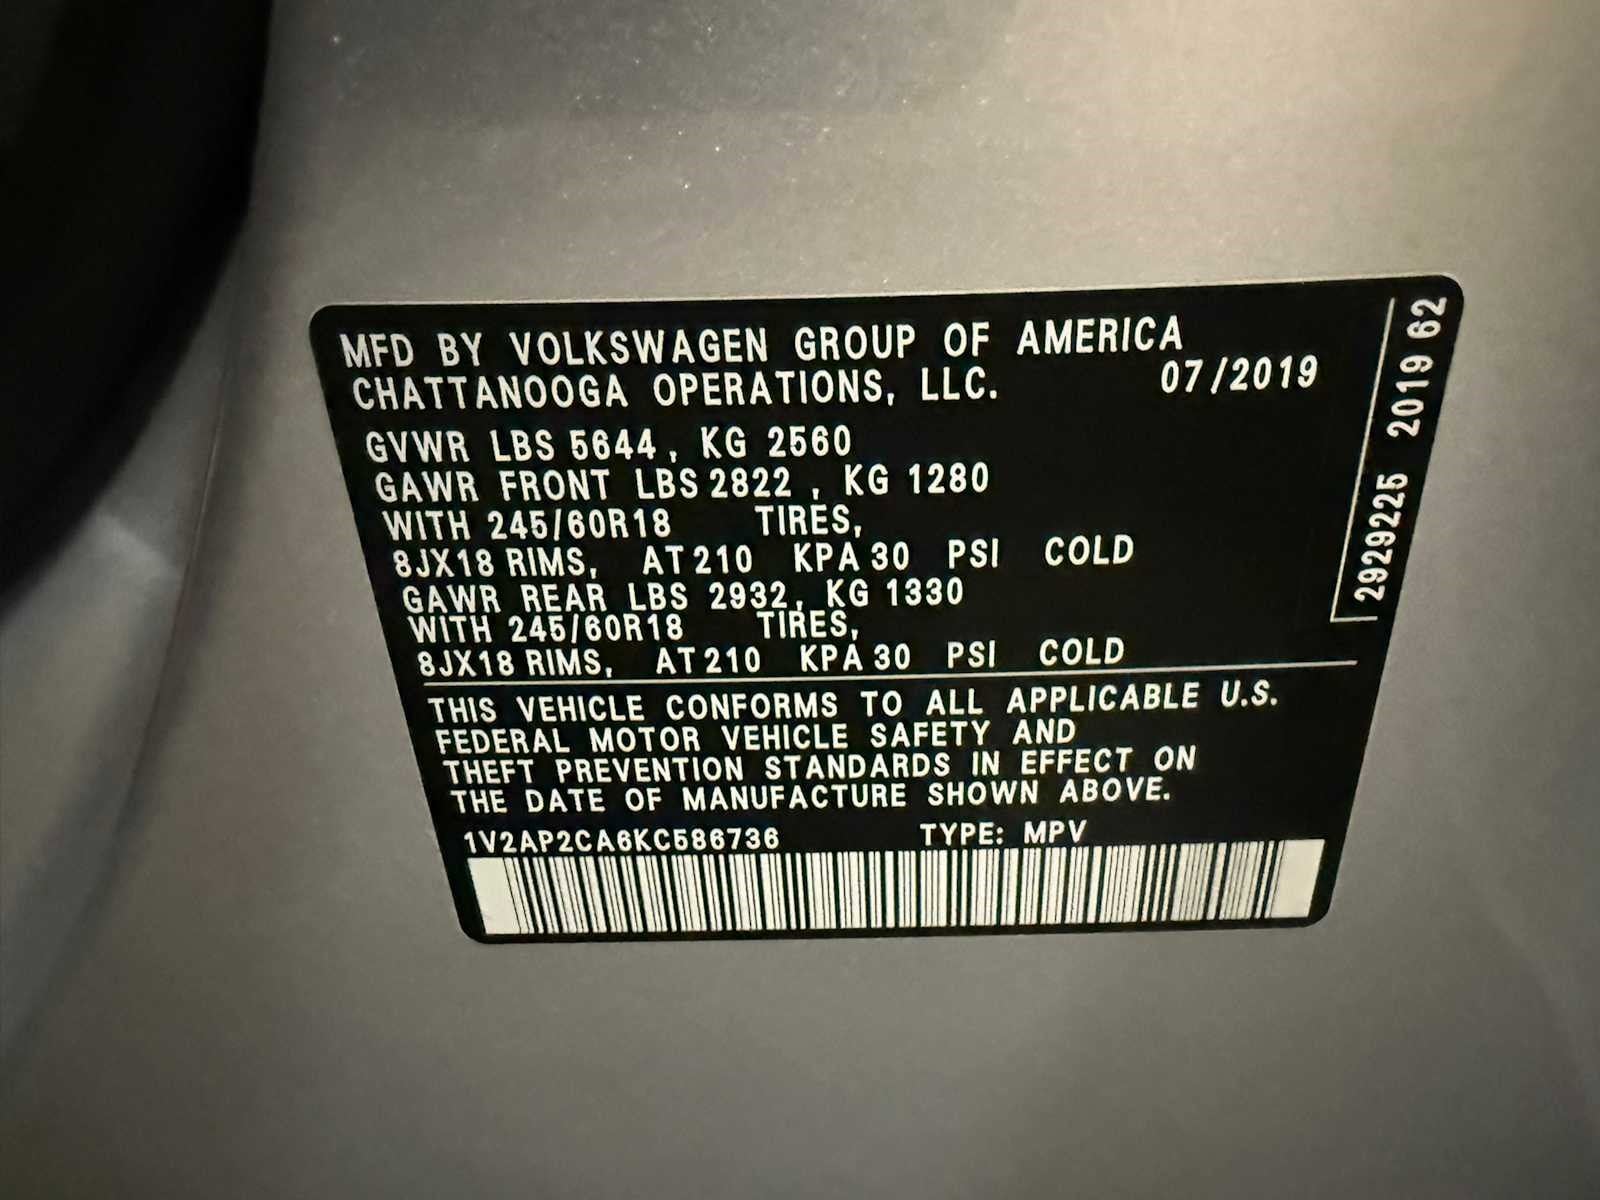 MFD BY VOLKSWAGEN GROUP OF AMERICA
CHATTANOOGA OPERATIONS, LLC. 07/2019
GVWR LBS 5644, KG 2560
GAWR FRONT LBS 2822, KG 1280
WITH 245/60R18 TIRES,
8JX18 RIMS, AT 210 KPA 30 PSI COLD
GAWR REAR LBS 2932, KG 1330
WITH 245/60R18 TIRES,
8JX18 RIMS, AT 210 KPA 30 PSI COLD
THIS VEHICLE CONFORMS TO ALL APPLICABLE U.S.
FEDERAL MOTOR VEHICLE SAFETY AND
THEFT PREVENTION STANDARDS IN EFFECT ON
THE DATE OF MANUFACTURE SHOWN ABOVE.
1V2AP2CA6KC586736 TYPE: MPV
2929225 2019 62